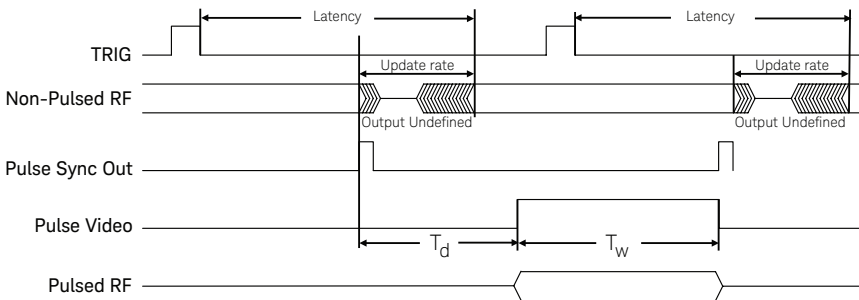 Latency
Latency
TRIG
Update rate
Update rate
Non-Pulsed RF
Output Undefined
Output Undefined
Pulse Sync Out
Pulse Video
Td
Tw
Pulsed RF